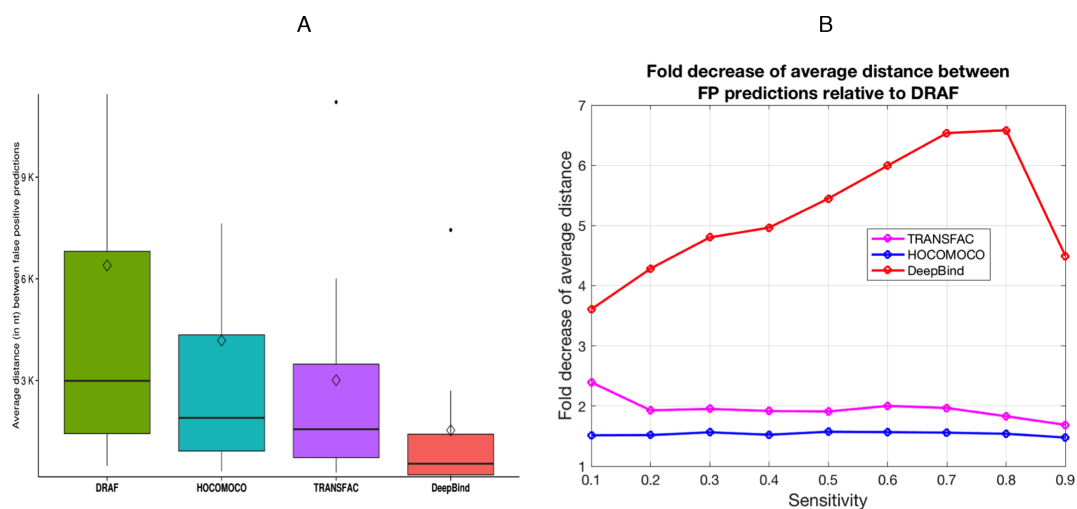 A
B
Average distance (in nt) between false positive predictions
9K
6K
3K
DRAF
HOCOMOCO
TRANSFAC
DeepBind
Fold decrease of average distance between
FP predictions relative to DRAF
Fold decrease of average distance
7
6
5
4
3
2
1
TRANSFAC
HOCOMOCO
DeepBind
0.1
0.2
0.3
0.4
0.5
0.6
0.7
0.8
0.9
Sensitivity